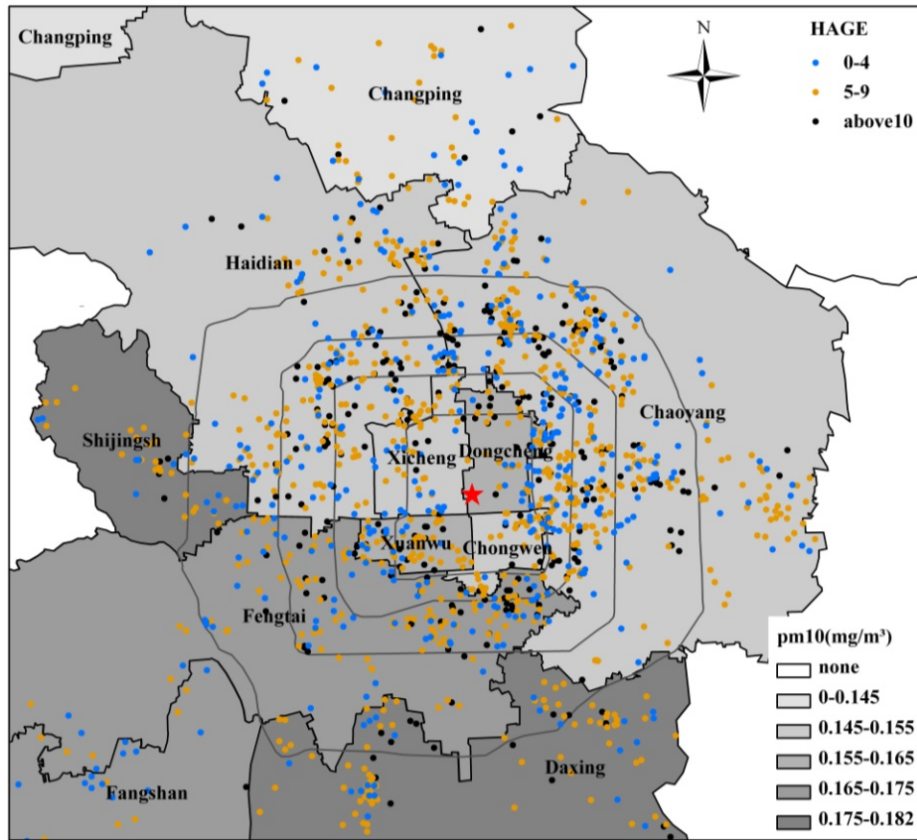 Changping
Changping
N
HAGE
0-4
5-9
above10
Haidian
Shijingsh
Xicheng
Dongcheng
Chaoyang
Xuanwu
Chongwen
Fengtai
Fangshan
Daxing
pm10(mg/m³)
none
0-0.145
0.145-0.155
0.155-0.165
0.165-0.175
0.175-0.182